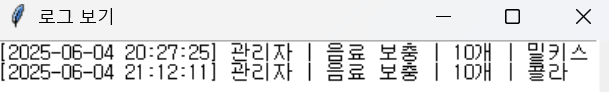 로그 보기
[2025-06-04 20:27:25] 관리자 | 음료 보충 | 10개 | 밀키스
[2025-06-04 21:12:11] 관리자 | 음료 보충 | 10개 | 콜라